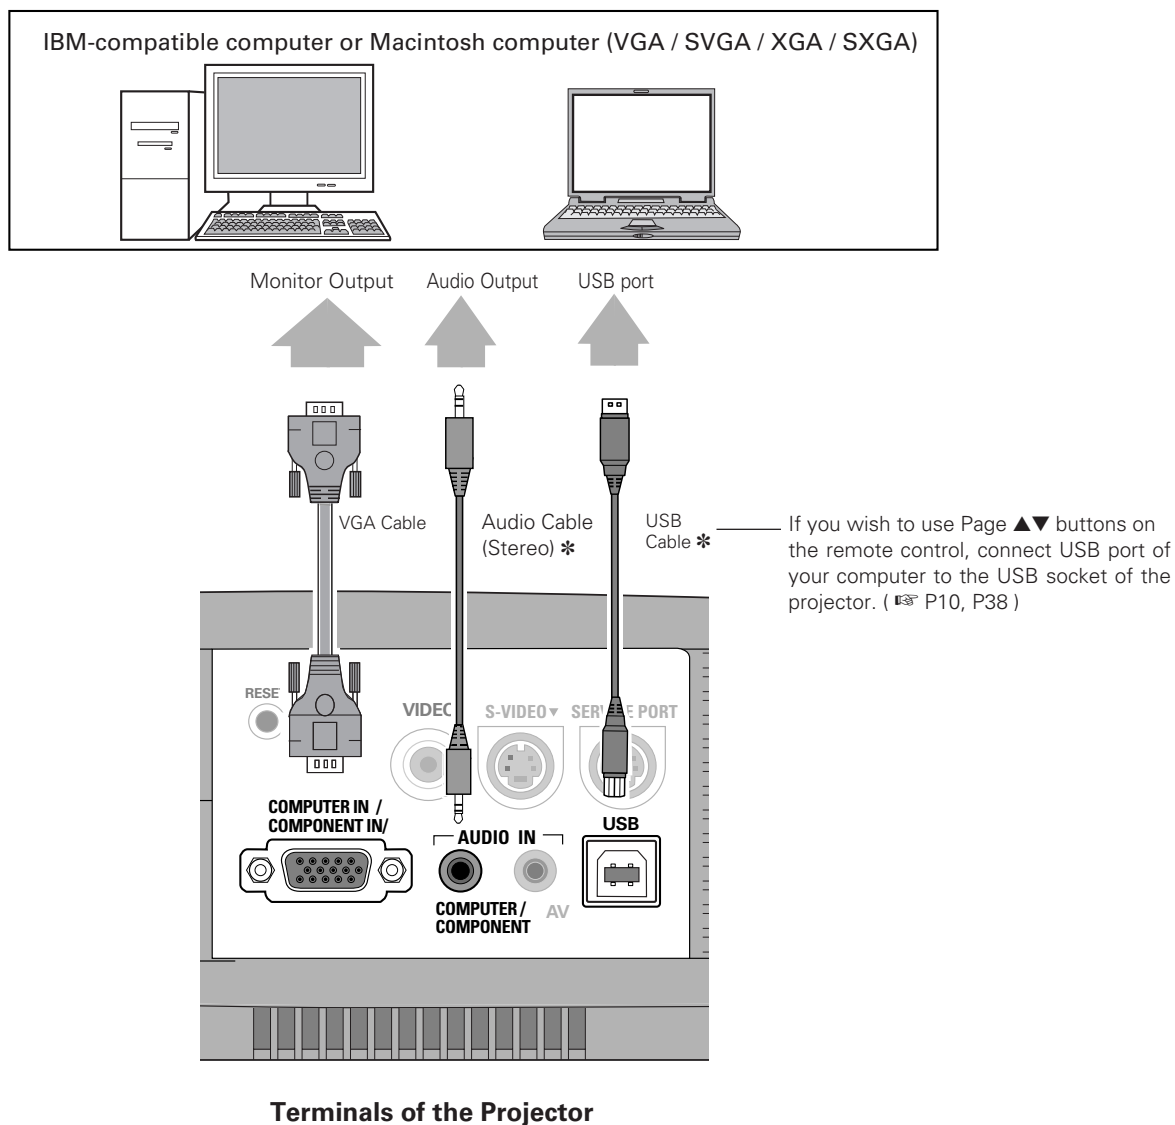 IBM-compatible computer or Macintosh computer (VGA / SVGA / XGA / SXGA)
Monitor Output
Audio Output
USB port
VGA Cable
Audio Cable
(Stereo) ✻
USB
Cable ✻
If you wish to use Page ▲▼ buttons on
the remote control, connect USB port of
your computer to the USB socket of the
projector. ( ☞ P10, P38 )
RESE
VIDEO
S-VIDEO▼
SERVICE PORT
COMPUTER IN /
COMPONENT IN/
AUDIO IN
USB
COMPUTER /
COMPONENT
AV
Terminals of the Projector